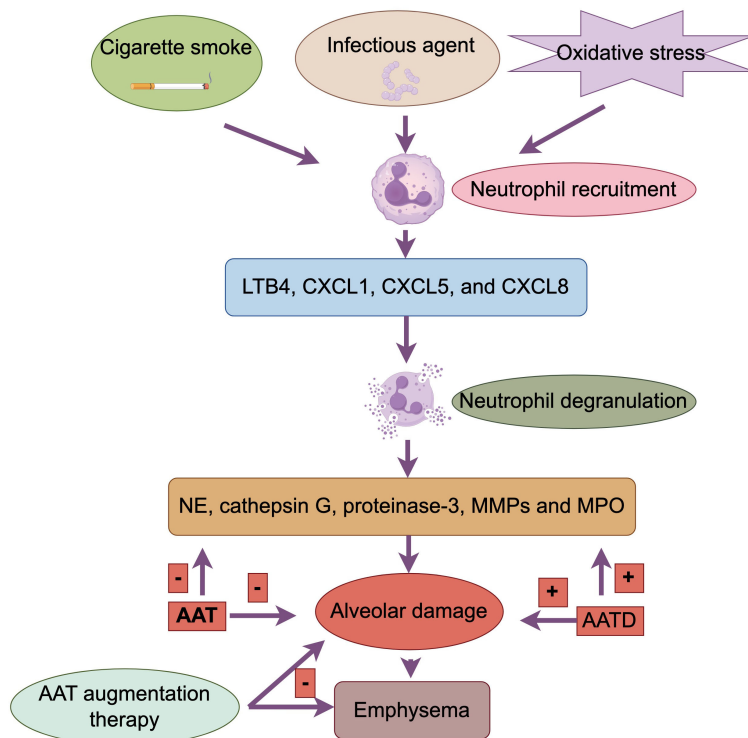 Cigarette smoke
Infectious agent
Oxidative stress
Neutrophil recruitment
LTB4, CXCL1, CXCL5, and CXCL8
Neutrophil degranulation
NE, cathepsin G, proteinase-3, MMPs and MPO
-
-
+
+
AAT
Alveolar damage
AATD
AAT augmentation
therapy
-
Emphysema